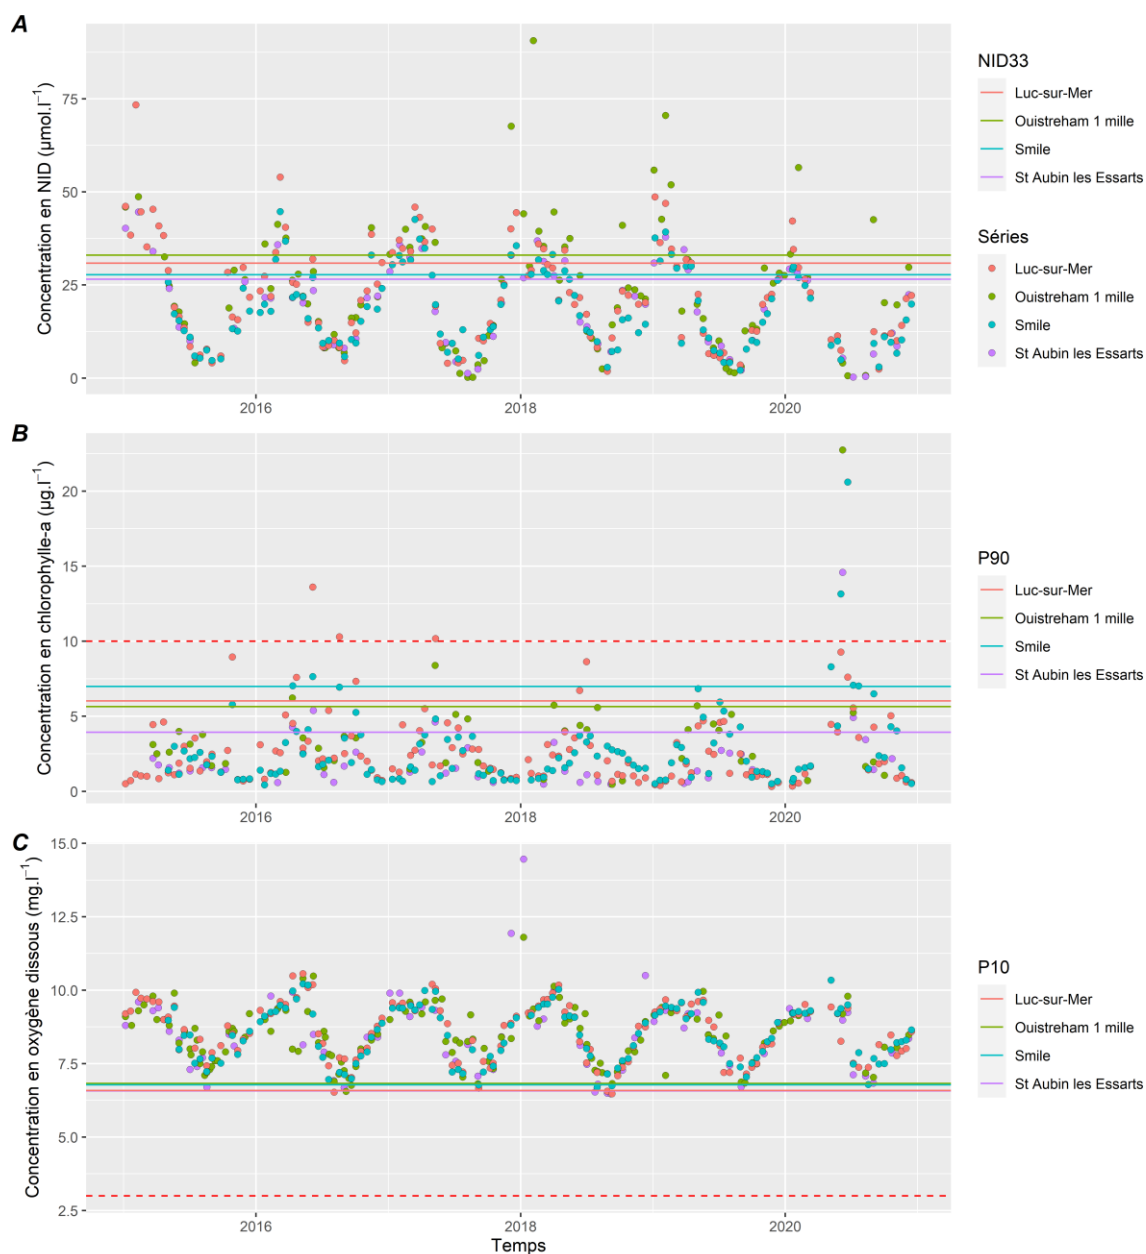 A
Concentration en NID (µmol.l⁻¹)
75
50
25
0
2016
2018
2020
NID33
Luc-sur-Mer
Ouistreham 1 mille
Smile
St Aubin les Essarts
Séries
Luc-sur-Mer
Ouistreham 1 mille
Smile
St Aubin les Essarts
B
Concentration en chlorophylle-a (µg.l⁻¹)
20
15
10
5
0
2016
2018
2020
P90
Luc-sur-Mer
Ouistreham 1 mille
Smile
St Aubin les Essarts
C
Concentration en oxygène dissous (mg.l⁻¹)
15.0
12.5
10.0
7.5
5.0
2.5
2016
2018
2020
Temps
P10
Luc-sur-Mer
Ouistreham 1 mille
Smile
St Aubin les Essarts